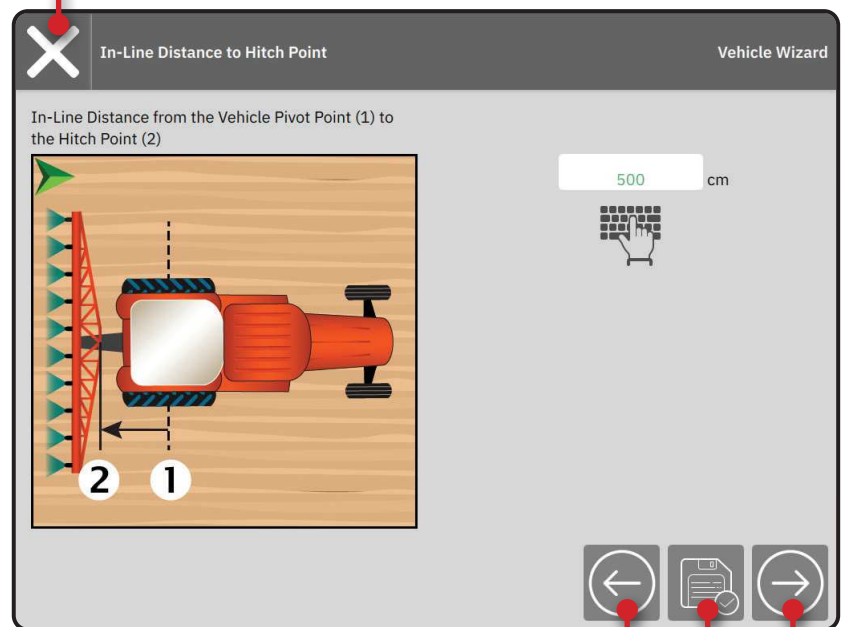 In-Line Distance to Hitch Point
Vehicle Wizard
In-Line Distance from the Vehicle Pivot Point (1) to
the Hitch Point (2)
500 cm
2 1